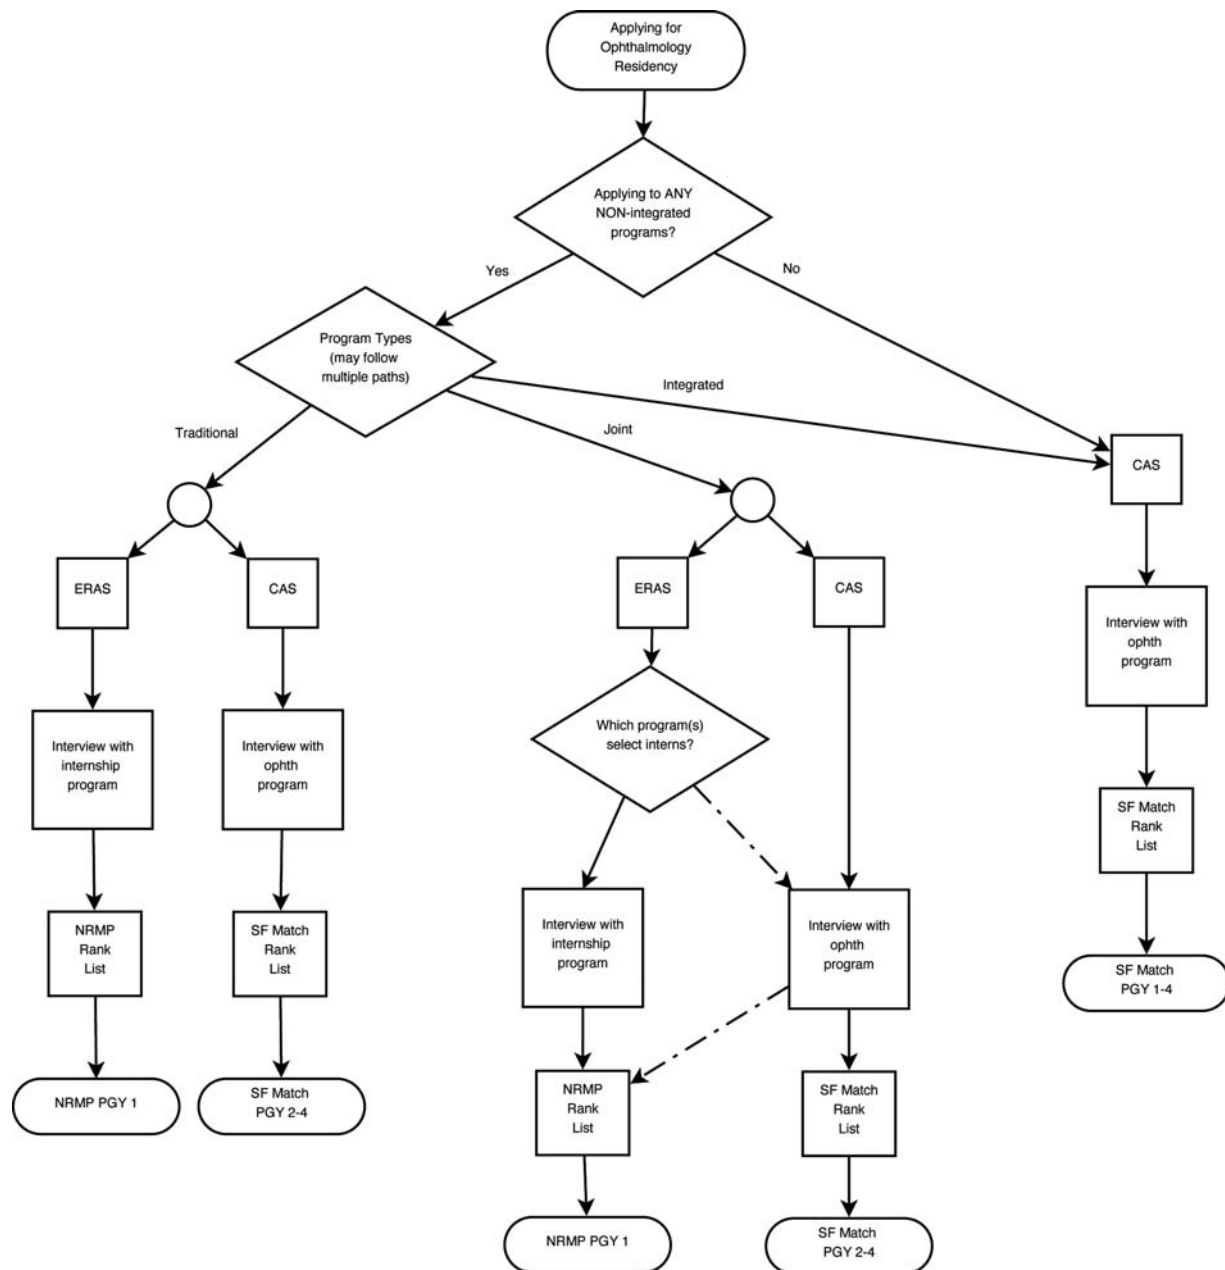 Applying for
Ophthalmology
Residency
Applying to ANY
NON-integrated
programs?
Yes
No
Program Types
(may follow
multiple paths)
Integrated
Traditional
Joint
CAS
ERAS
CAS
ERAS
CAS
Interview with
ophth
program
Interview with
internship
program
Interview with
ophth
program
Which program(s)
select interns?
SF Match
Rank
List
NRMP
Rank
List
SF Match
Rank
List
Interview with
internship
program
Interview with
ophth
program
SF Match
PGY 1-4
NRMP PGY 1
SF Match
PGY 2-4
NRMP
Rank
List
SF Match
Rank
List
NRMP PGY 1
SF Match
PGY 2-4